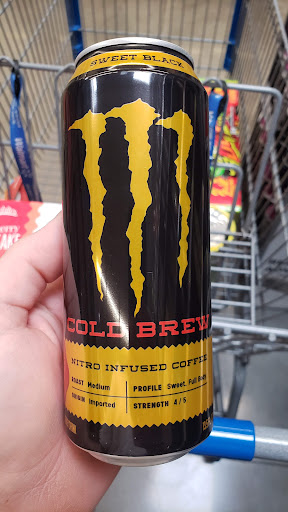 SWEET BLACK
COLD BREW
NITRO INFUSED COFFEE
ROAST Medium
PROFILE Sweet, Full Body
ORIGIN Imported
STRENGTH 4/5